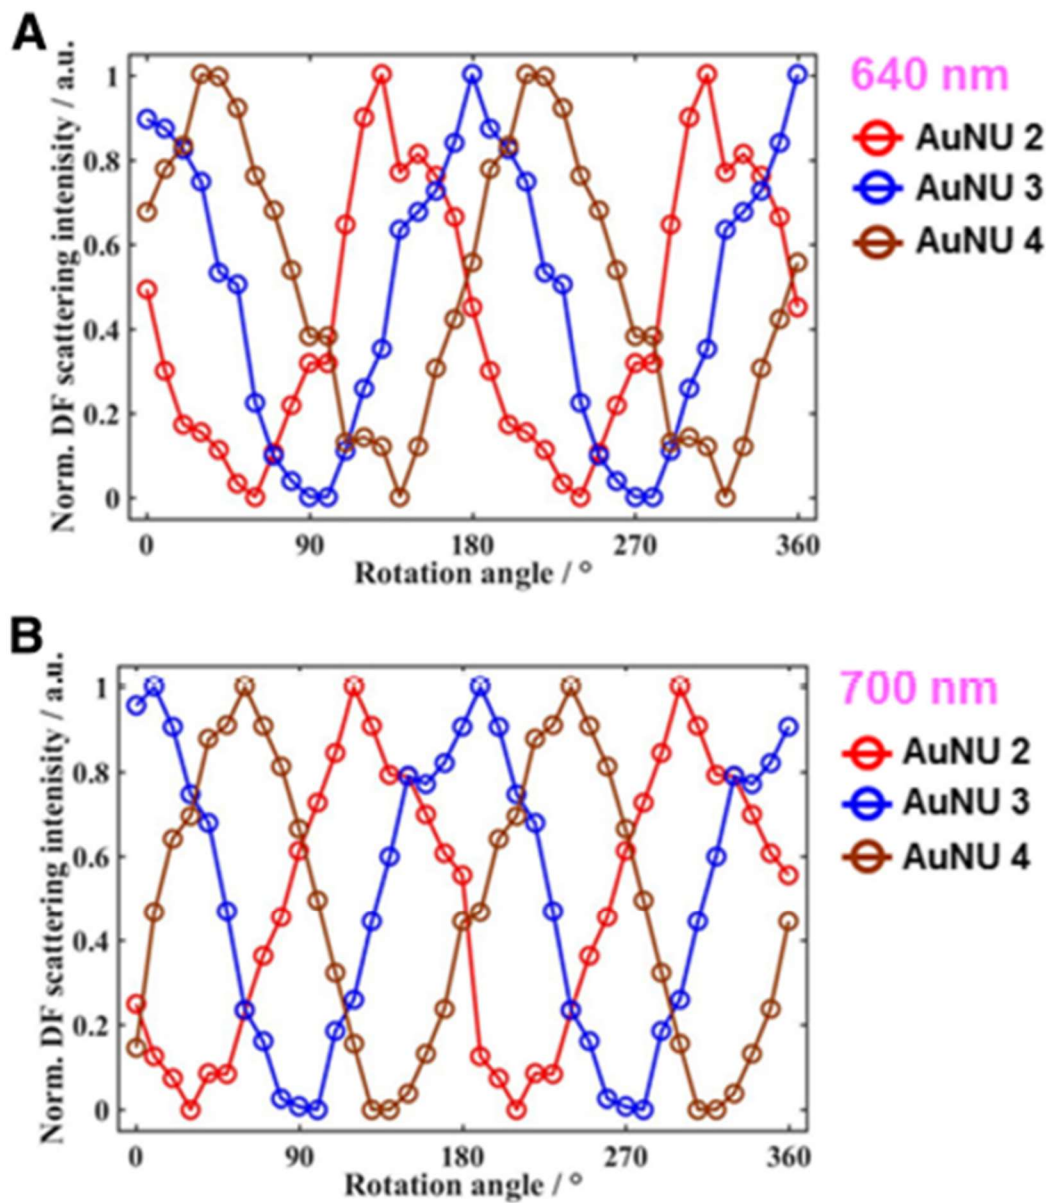 A
640 nm
AuNU 2
AuNU 3
AuNU 4
Norm. DF scattering intenisity / a.u.
1
0.8
0.6
0.4
0.2
0
0 90 180 270 360
Rotation angle / °
B
700 nm
AuNU 2
AuNU 3
AuNU 4
Norm. DF scattering intenisity / a.u.
1
0.8
0.6
0.4
0.2
0
0 90 180 270 360
Rotation angle / °